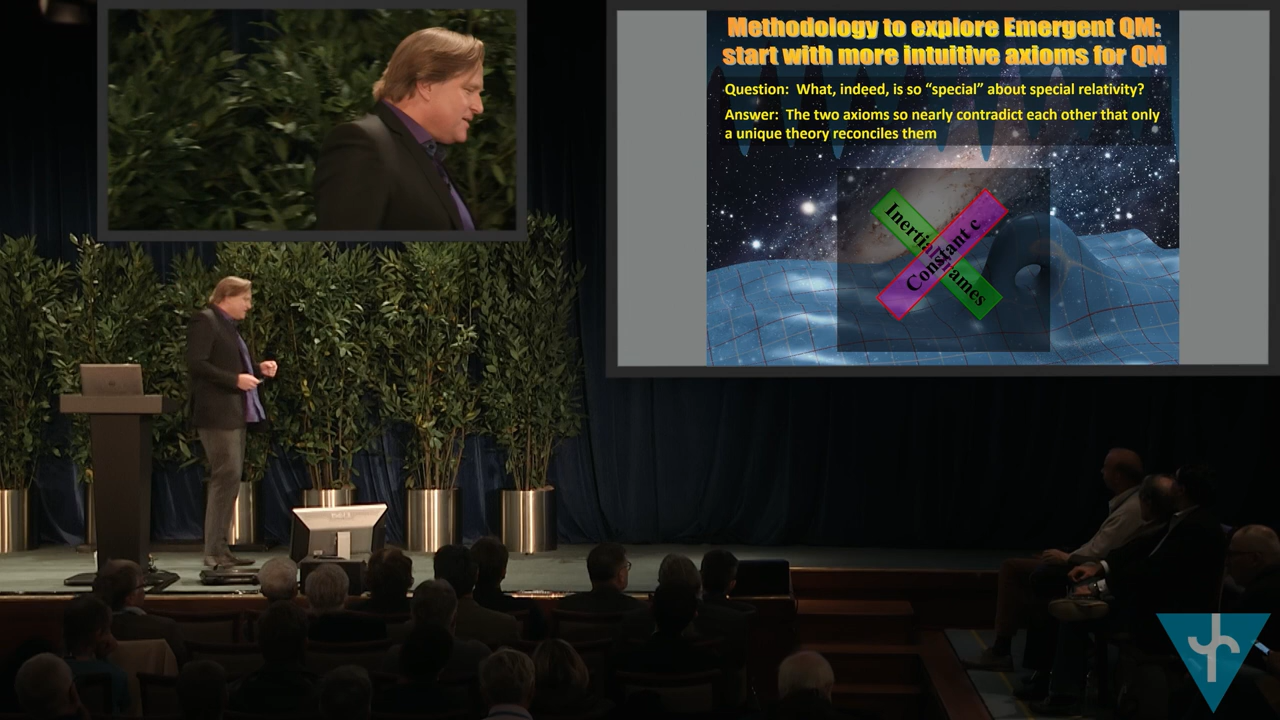 Methodology to explore Emergent QM:
start with more intuitive axioms for QM
Question: What, indeed, is so “special” about special relativity?
Answer: The two axioms so nearly contradict each other that only
a unique theory reconciles them
Inertial ames
Constant c